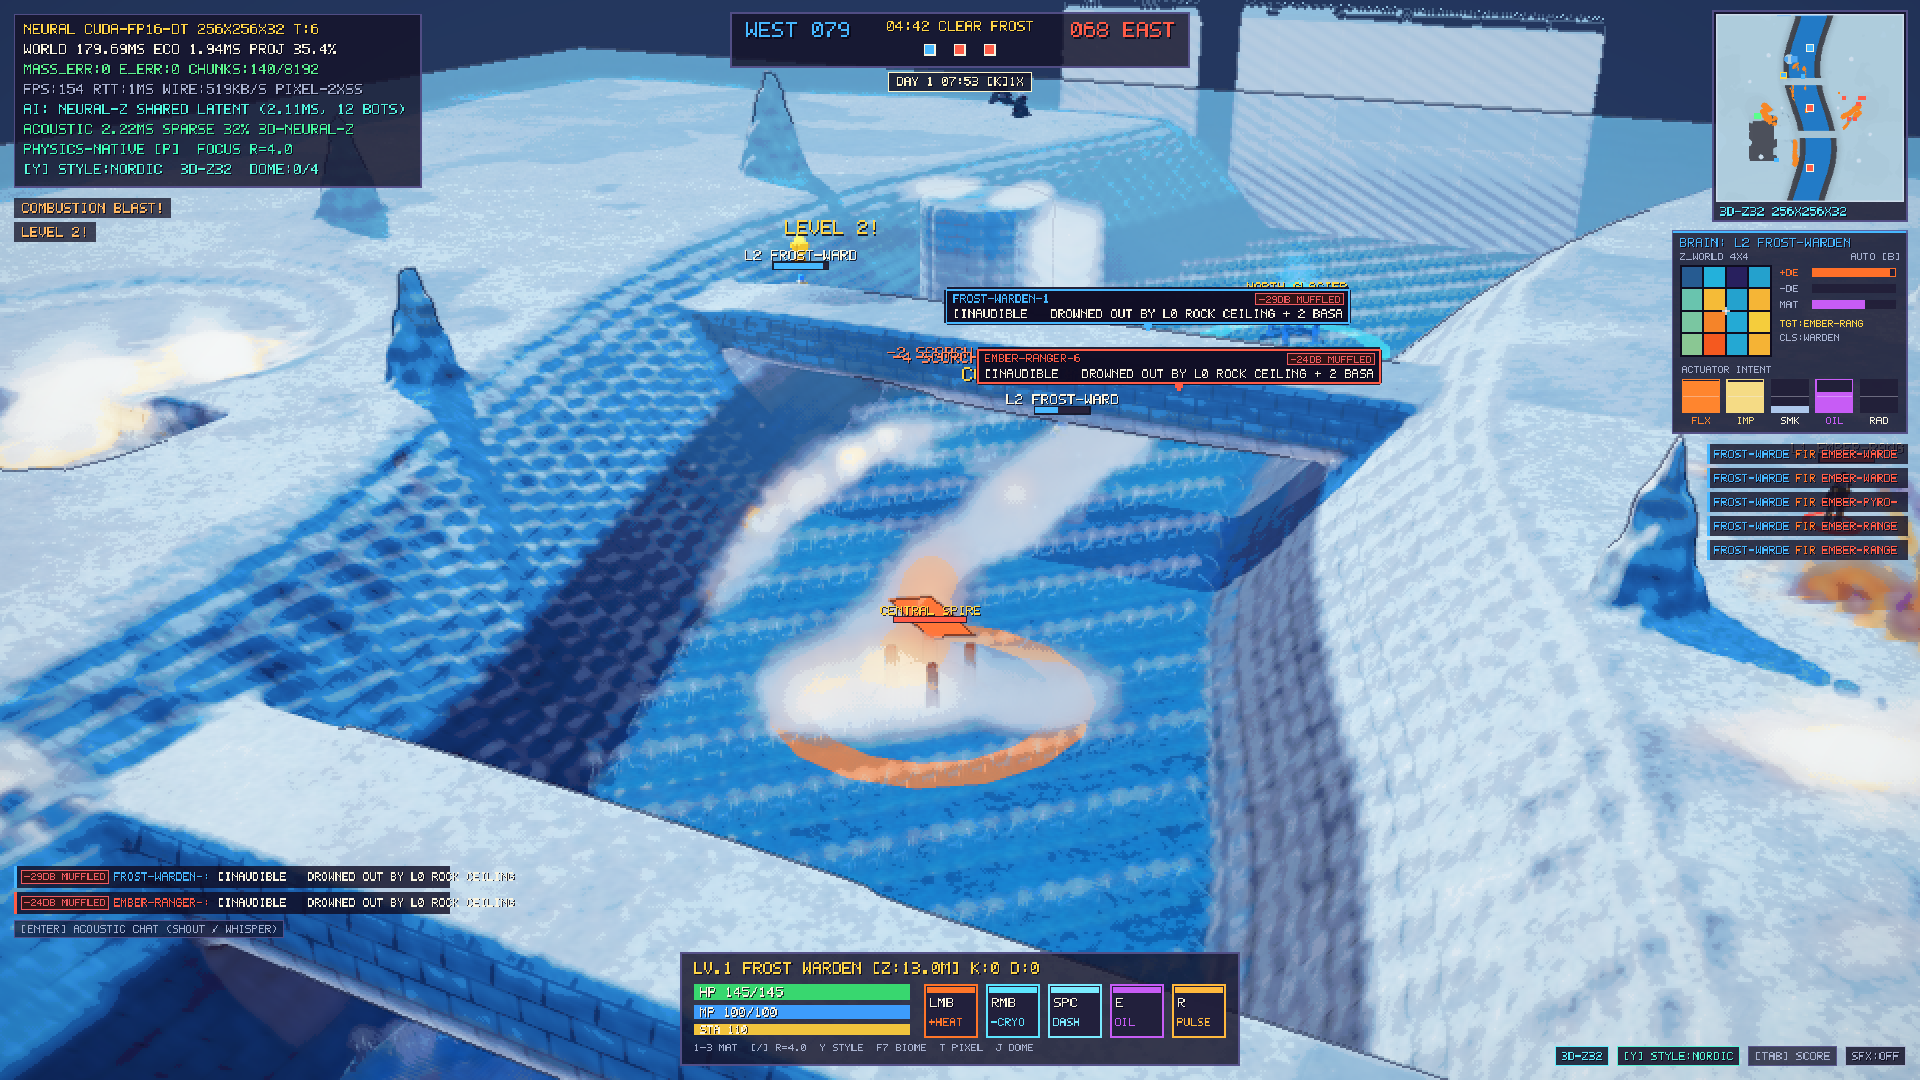 NEURAL CUDA-FP16-DT 256X256X32 T:6
WORLD 179.69MS ECO 1.94MS PROJ 35.4%
MASS_ERR:0 E_ERR:0 CHUNKS:140/8192
FPS:154 RTT:1MS WIRE:519KB/S PIXEL-2XSS
AI: NEURAL-Z SHARED LATENT (2.11MS, 12 BOTS)
ACOUSTIC 2.22MS SPARSE 32% 3D-NEURAL-Z
PHYSICS-NATIVE [P] FOCUS R=4.0
[Y] STYLE:NORDIC 3D-Z32 DOME:0/4
COMBUSTION BLAST!
LEVEL 2!
WEST 079
04:42 CLEAR FROST
068 EAST
DAY 1 07:53 [K]1X
3D-Z32 256X256X32
BRAIN: L2 FROST-WARDEN
Z_WORLD 4X4 AUTO [B]
+DE
-DE
MAT
TGT:EMBER-RANG
CLS:WARDEN
ACTUATOR INTENT
FLX IMP SMK OIL RAD
FROST-WARDE FIR EMBER-WARDE
FROST-WARDE FIR EMBER-WARDE
FROST-WARDE FIR EMBER-PYRO-
FROST-WARDE FIR EMBER-RANGE
FROST-WARDE FIR EMBER-RANGE
LEVEL 2!
L2 FROST-WARD
FROST-WARDEN-1 -29DB MUFFLED
[INAUDIBLE DROWNED OUT BY L0 ROCK CEILING + 2 BASA
EMBER-RANGER-6 -24DB MUFFLED
[INAUDIBLE DROWNED OUT BY L0 ROCK CEILING + 2 BASA
L2 FROST-WARD
CENTRAL SPIRE
-29DB MUFFLED FROST-WARDEN-: [INAUDIBLE DROWNED OUT BY L0 ROCK CEILING
-24DB MUFFLED EMBER-RANGER-: [INAUDIBLE DROWNED OUT BY L0 ROCK CEILING
[ENTER] ACOUSTIC CHAT (SHOUT / WHISPER)
LV.1 FROST WARDEN [Z:13.0M] K:0 D:0
HP 145/145
MP 100/100
STA 110
LMB +HEAT
RMB -CRYO
SPC DASH
E OIL
R PULSE
1-3 MAT [/] R=4.0 Y STYLE F7 BIOME T PIXEL J DOME
3D-Z32
[Y] STYLE:NORDIC
[TAB] SCORE
SFX:OFF